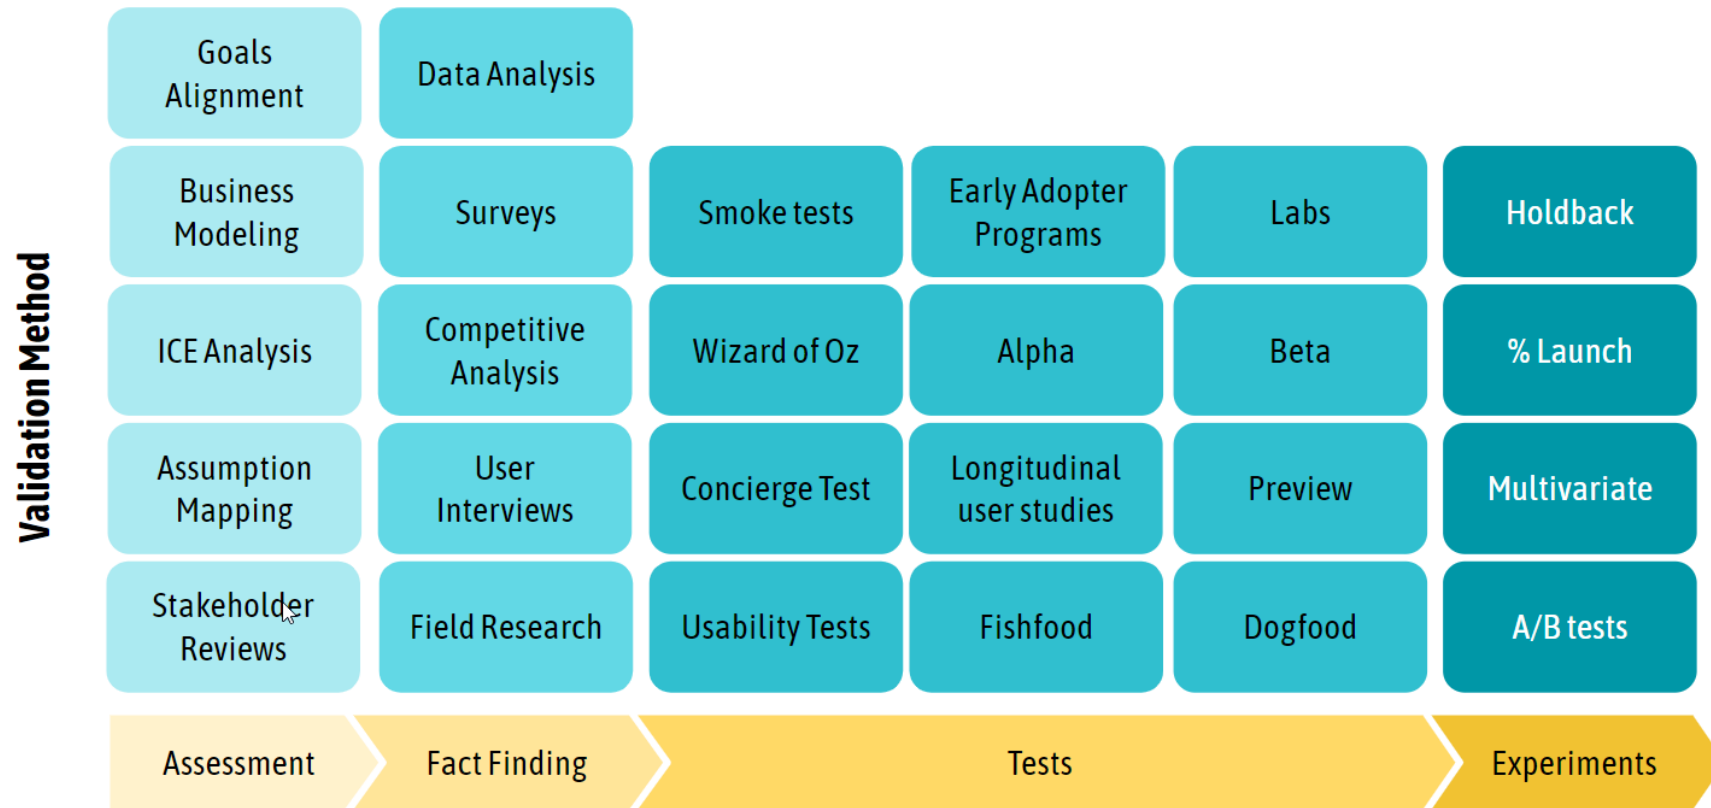 Validation Method
Goals
Alignment
Data Analysis
Business
Modeling
Surveys
Smoke tests
Early Adopter
Programs
Labs
Holdback
ICE Analysis
Competitive
Analysis
Wizard of Oz
Alpha
Beta
% Launch
Assumption
Mapping
User
Interviews
Concierge Test
Longitudinal
user studies
Preview
Multivariate
Stakeholder
Reviews
Field Research
Usability Tests
Fishfood
Dogfood
A/B tests
Assessment
Fact Finding
Tests
Experiments